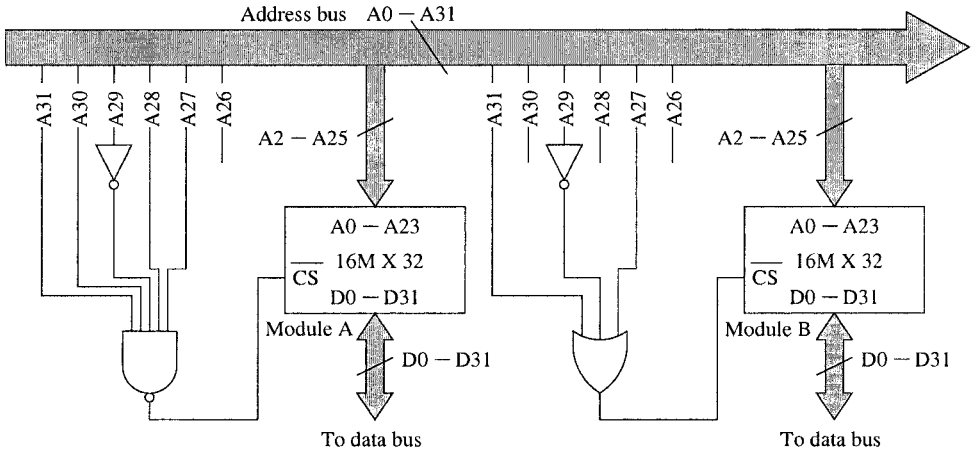 Address bus A0 – A31
A31
A30
A29
A28
A27
A26
A2 – A25
A31
A30
A29
A28
A27
A26
A2 – A25
A0 – A23
16M X 32
CS
D0 – D31
Module A
D0 – D31
To data bus
A0 – A23
16M X 32
CS
D0 – D31
Module B
D0 – D31
To data bus